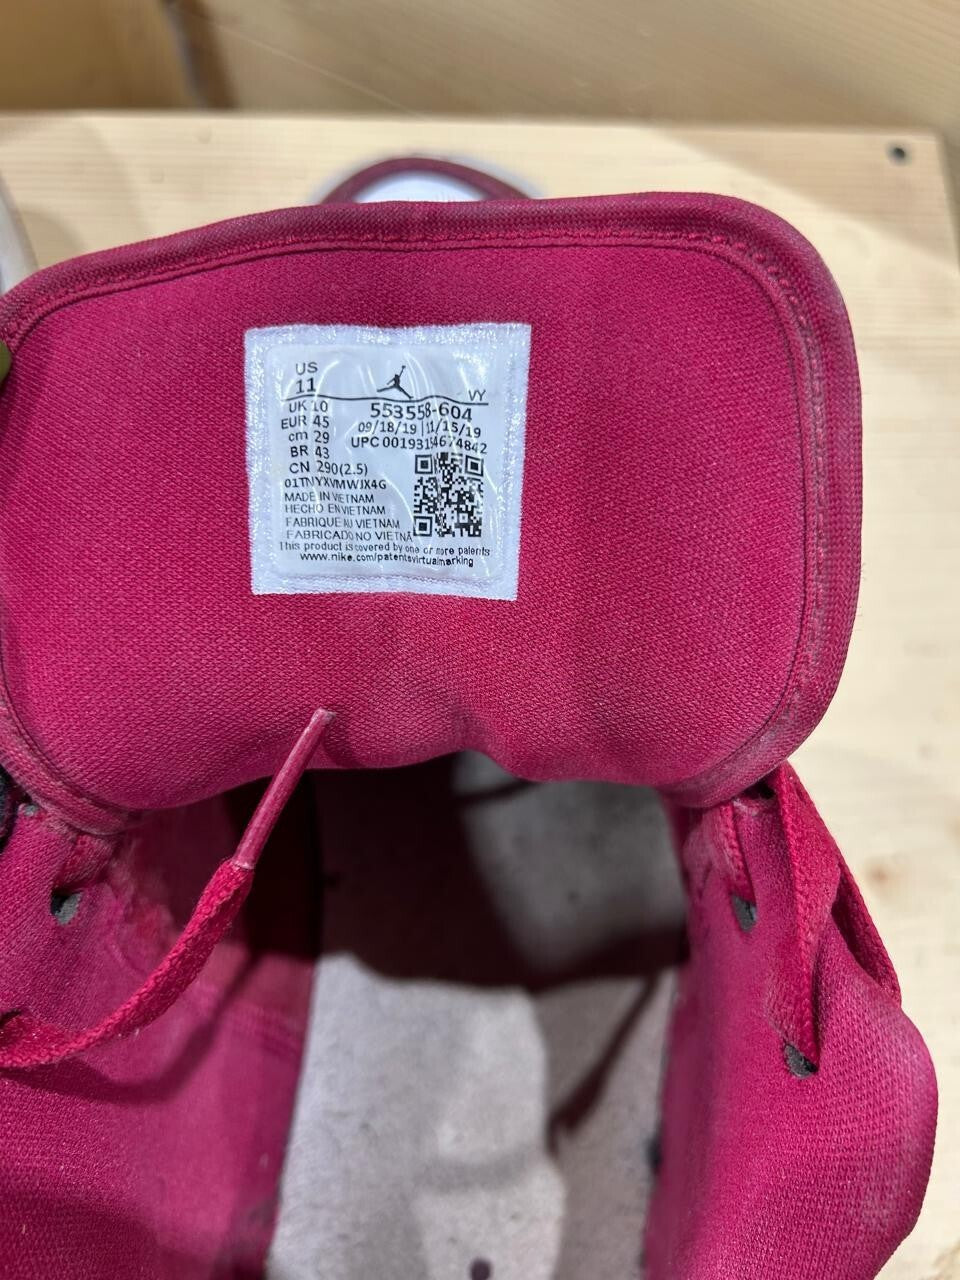 US
11
VY
UK 10
553558-604
EUR 45
09/18/19 11/15/19
cm 29
UPC 00193154674842
BR 43
CN 290(2.5)
01TNYXVMWJX4G
MADE IN VIETNAM
HECHO EN VIETNAM
FABRIQUE AU VIETNAM
FABRICADO NO VIETNÃ
This product is covered by one or more patents
www.nike.com/patentsvirtualmarking